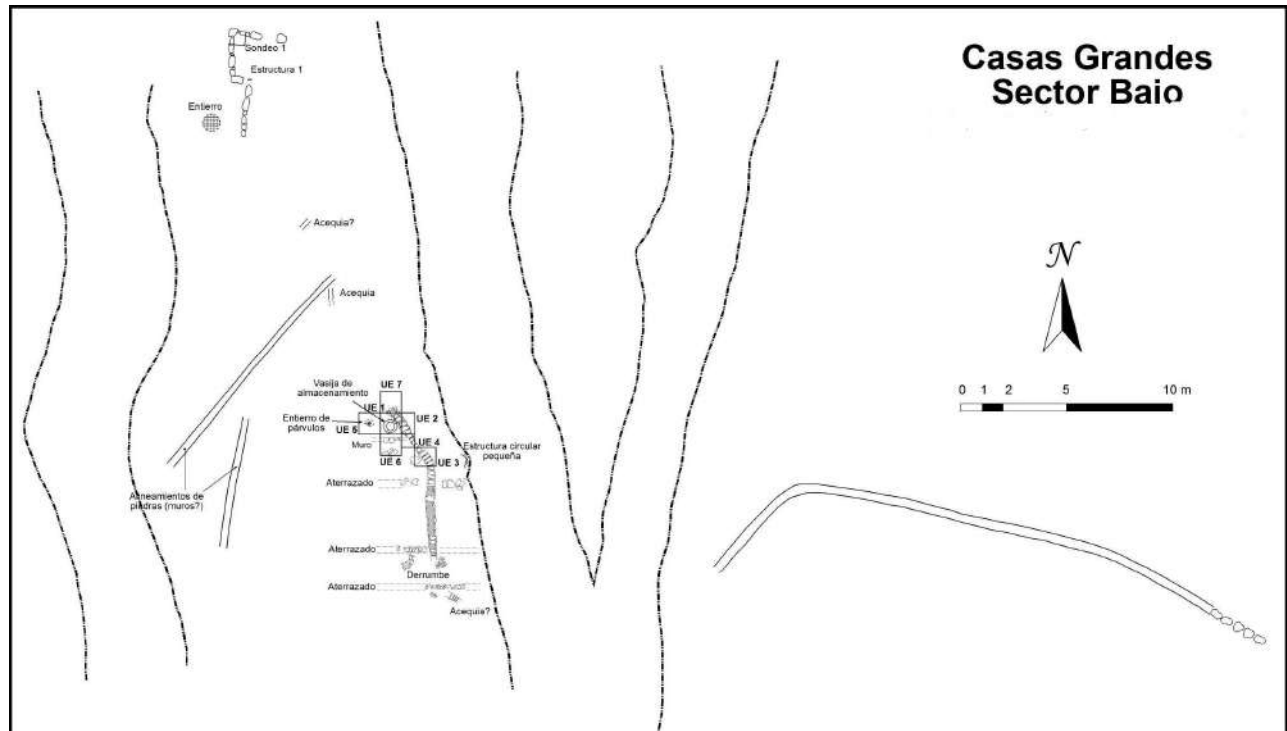 Casas Grandes
Sector Bajo
Sondeo 1
Estructura 1
Entierro
Acequia?
Acequia
N
0 1 2 5 10 m
Vasija de
almacenamiento
UE 7
UE 1
UE 2
Entierro de
párvulos
UE 5
Muro
UE 4
Estructura circular
pequeña
UE 6
UE 3
Aterrazado
Alineamientos de
piedras (muros?)
Aterrazado
Derrumbe
Aterrazado
Acequia?